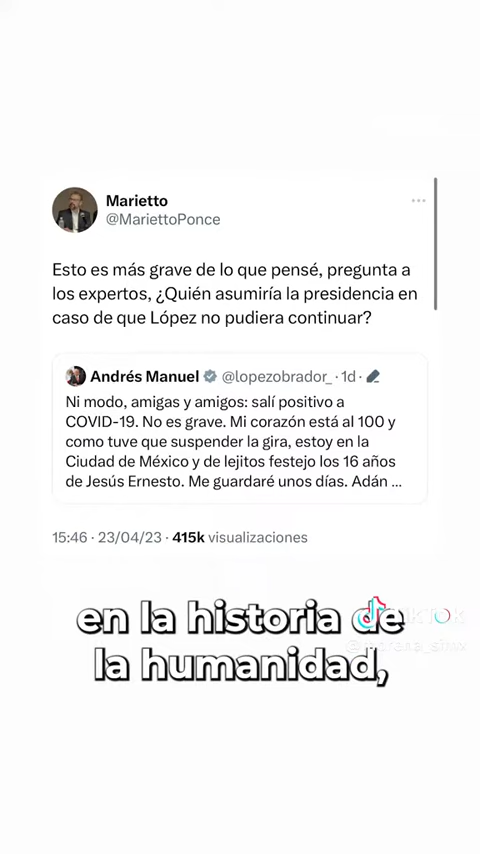 Marietto
@MariettoPonce
Esto es más grave de lo que pensé, pregunta a
los expertos, ¿Quién asumiría la presidencia en
caso de que López no pudiera continuar?
Andrés Manuel @lopezobrador_ · 1d ·
Ni modo, amigas y amigos: salí positivo a
COVID-19. No es grave. Mi corazón está al 100 y
como tuve que suspender la gira, estoy en la
Ciudad de México y de lejitos festejo los 16 años
de Jesús Ernesto. Me guardaré unos días. Adán ...
15:46 · 23/04/23 · 415k visualizaciones
en la historia de
la humanidad,